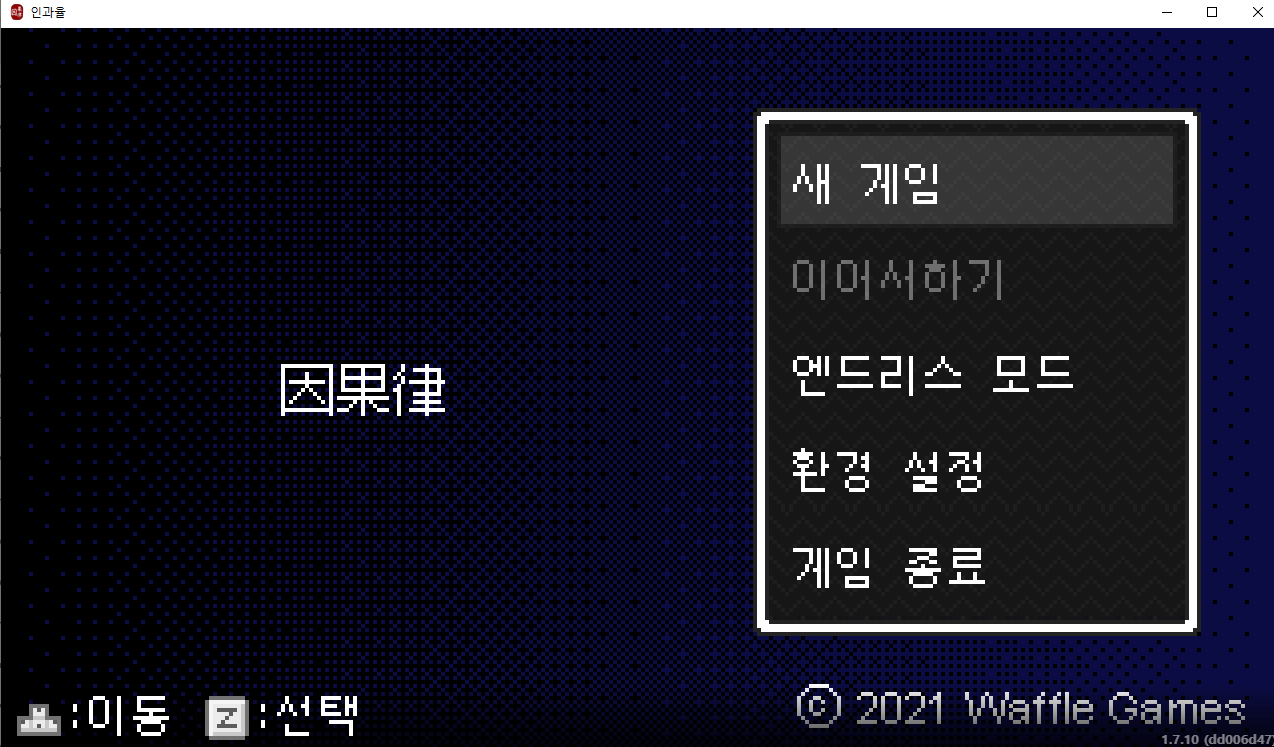 인과율
새 게임
이어서하기
엔드리스 모드
환경 설정
게임 종료
因果律
:이동 Z :선택
© 2021 Waffle Games
1.7.10 (dd006d47